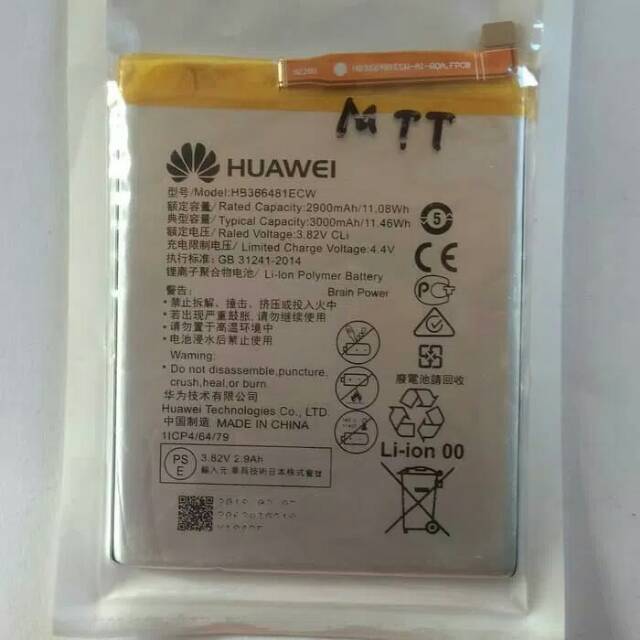 MTT
HUAWEI
型号/Model:HB366481ECW
额定容量/ Rated Capacity:2900mAh/11.08Wh
典型容量/ Typical Capacity:3000mAh/11.46Wh
额定电压/ Rated Voltage:3.82V CLi
充电限制电压/ Limited Charge Voltage:4.4V
执行标准: GB 31241-2014
锂离子聚合物电池/ Li-Ion Polymer Battery
Brain Power
警告:
• 禁止拆解、撞击、挤压或投入火中
• 若出现严重鼓胀、请勿继续使用
• 请勿置于高温环境中
• 电池浸水后禁止使用
Warning:
• Do not disassemble,puncture,
crush,heal,or burn
华为技术有限公司
Huawei Technologies Co., LTD
中国制造 MADE IN CHINA
1ICP4/64/79
5
CE
廢電池請回收
Li-ion 00
PS
E
3.82V 2.9Ah